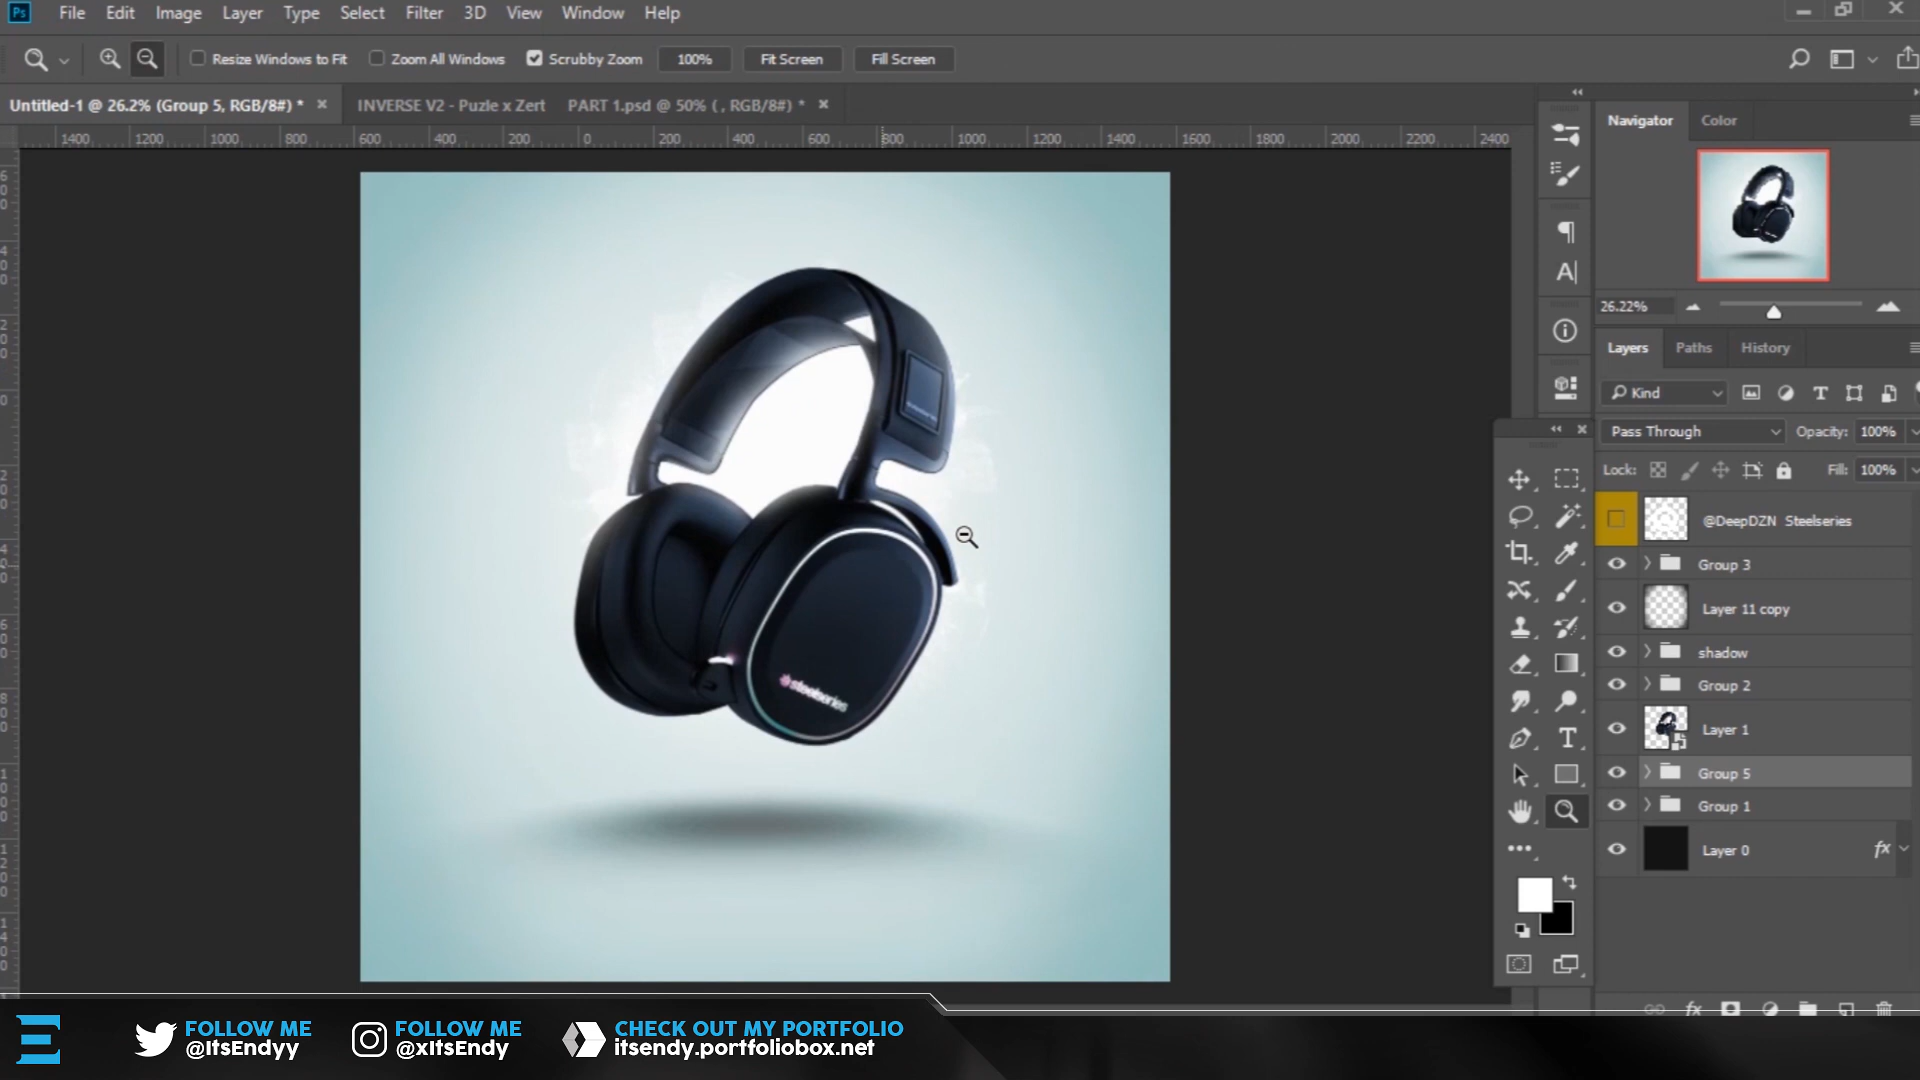 Ps File Edit Image Layer Type Select Filter 3D View Window Help
Resize Windows to Fit Zoom All Windows Scrubby Zoom 100% Fit Screen Fill Screen
Untitled-1 @ 26.2% (Group 5, RGB/8#) * INVERSE V2 - Puzle x Zert PART 1.psd @ 50% ( , RGB/8#) *
1400 1200 1000 800 600 400 200 0 200 400 600 800 1000 1200 1400 1600 1800 2000 2200 2400
Navigator Color
26.22%
Layers Paths History
Kind
Pass Through Opacity: 100%
Lock: Fill: 100%
@DeepDZN Steelseries
Group 3
Layer 11 copy
shadow
Group 2
Layer 1
Group 5
Group 1
Layer 0 fx
steelseries
FOLLOW ME
@ItsEndyy
FOLLOW ME
@xItsEndy
CHECK OUT MY PORTFOLIO
itsendy.portfoliobox.net